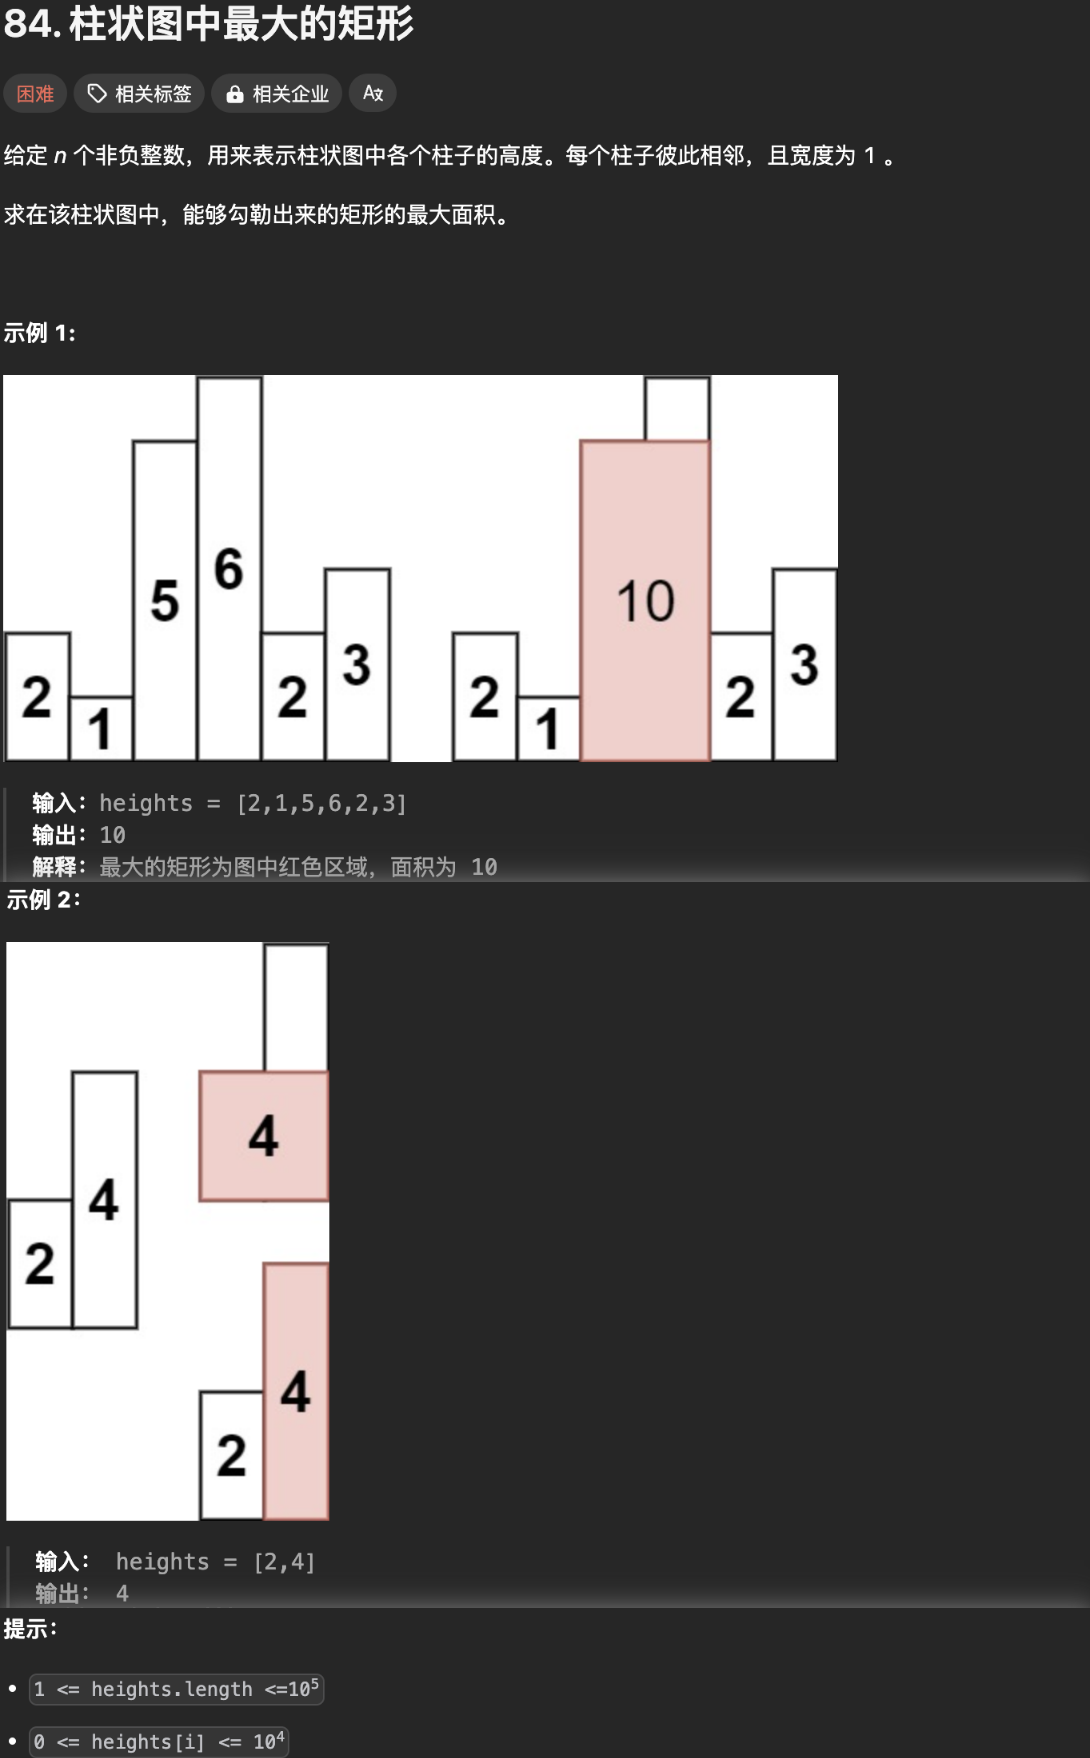 84. 柱状图中最大的矩形
困难 相关标签 相关企业 A文
给定 n 个非负整数，用来表示柱状图中各个柱子的高度。每个柱子彼此相邻，且宽度为 1 。
求在该柱状图中，能够勾勒出来的矩形的最大面积。
示例 1:
2 1 5 6 2 3 2 1 10 2 3
输入：heights = [2,1,5,6,2,3]
输出：10
解释：最大的矩形为图中红色区域，面积为 10
示例 2：
4
2 4
4
2
输入： heights = [2,4]
输出： 4
提示：
1 <= heights.length <=10⁵
0 <= heights[i] <= 10⁴